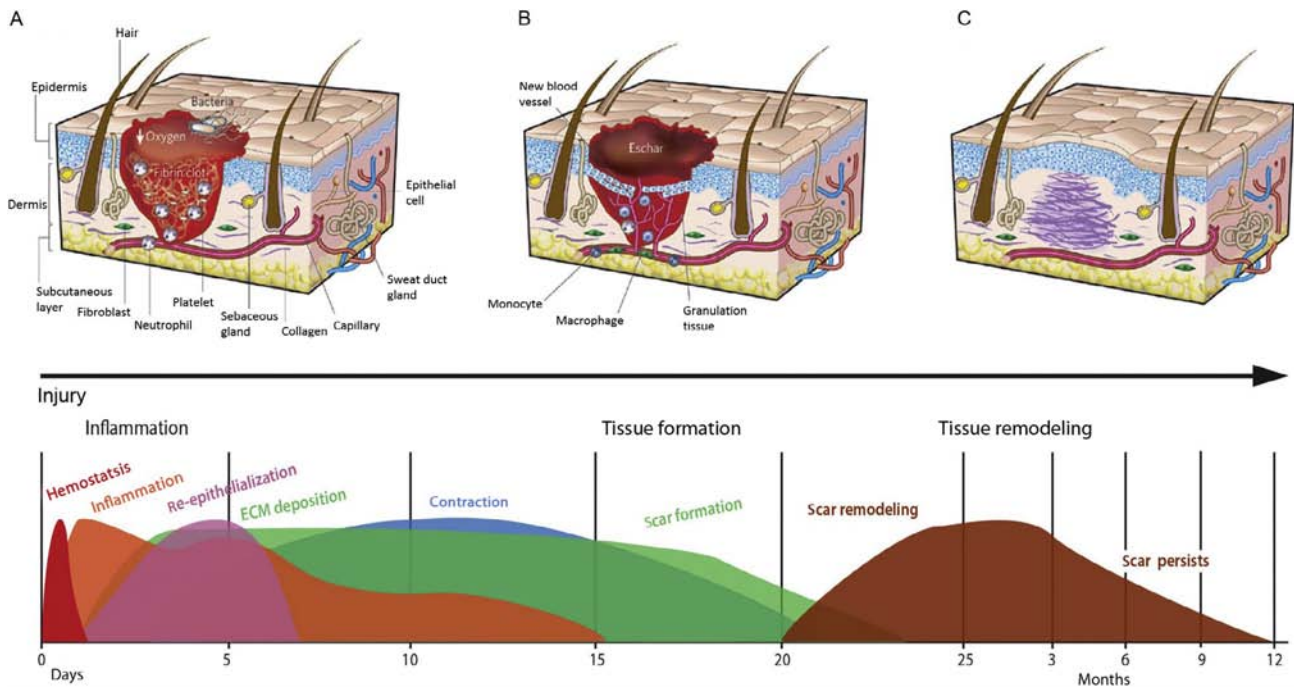 A
B
C
Hair
Epidermis
Bacteria
Oxygen
Fibrin clot
Dermis
Epithelial
cell
Sweat duct
gland
Subcutaneous
layer
Fibroblast
Neutrophil
Platelet
Sebaceous
gland
Collagen
Capillary
New blood
vessel
Eschar
Monocyte
Macrophage
Granulation
tissue
Injury
Inflammation
Tissue formation
Tissue remodeling
Hemostatsis
Inflammation
Re-epithelialization
ECM deposition
Contraction
Scar formation
Scar remodeling
Scar persists
0 5 10 15 20 25 3 6 9 12
Days
Months